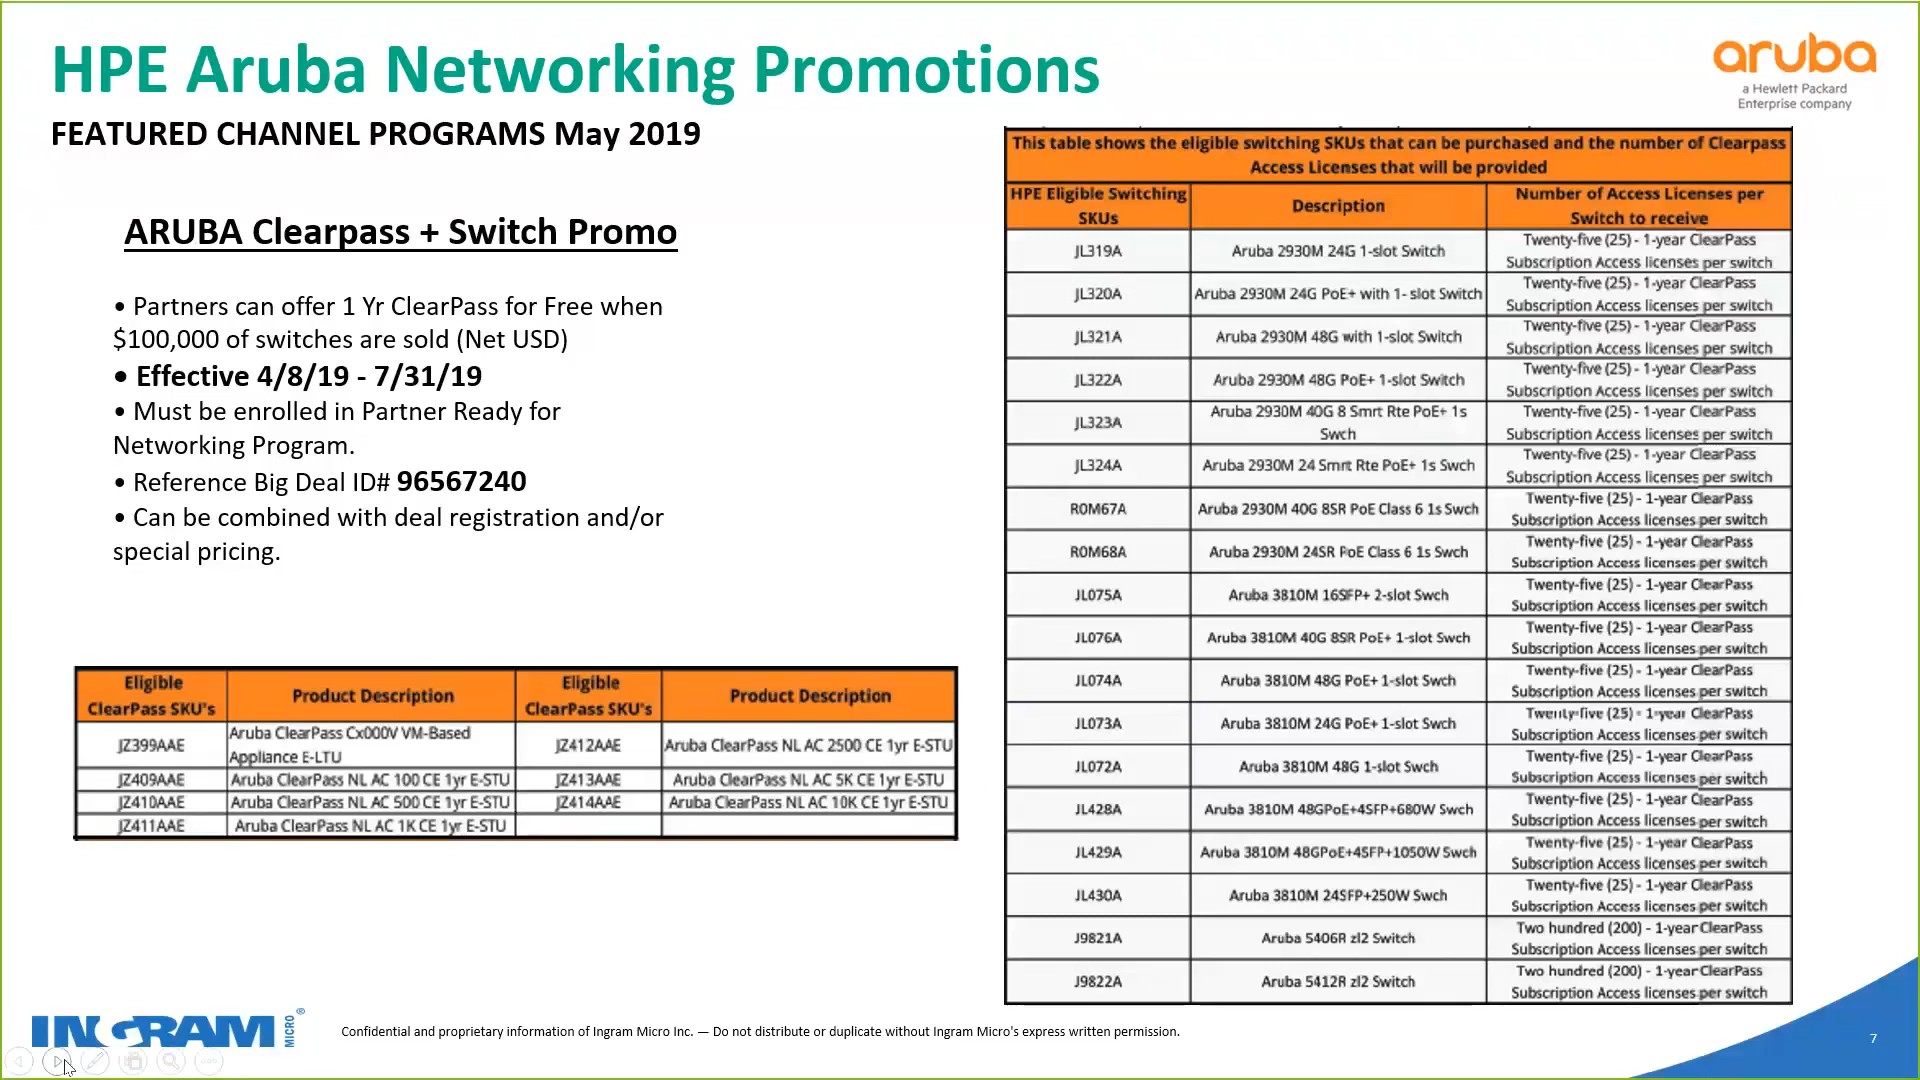 HPE Aruba Networking Promotions
FEATURED CHANNEL PROGRAMS May 2019
aruba
a Hewlett Packard
Enterprise company
ARUBA Clearpass + Switch Promo
• Partners can offer 1 Yr ClearPass for Free when
$100,000 of switches are sold (Net USD)
• Effective 4/8/19 - 7/31/19
• Must be enrolled in Partner Ready for
Networking Program.
• Reference Big Deal ID# 96567240
• Can be combined with deal registration and/or
special pricing.
Eligible ClearPass SKU's Product Description Eligible ClearPass SKU's Product Description
JZ399AAE Aruba ClearPass Cx000V VM-Based Appliance E-LTU JZ412AAE Aruba ClearPass NL AC 2500 CE 1yr E-STU
JZ409AAE Aruba ClearPass NL AC 100 CE 1yr E-STU JZ413AAE Aruba ClearPass NL AC 5K CE 1yr E-STU
JZ410AAE Aruba ClearPass NL AC 500 CE 1yr E-STU JZ414AAE Aruba ClearPass NL AC 10K CE 1yr E-STU
JZ411AAE Aruba ClearPass NL AC 1K CE 1yr E-STU
This table shows the eligible switching SKUs that can be purchased and the number of Clearpass
Access Licenses that will be provided
HPE Eligible Switching SKUs Description Number of Access Licenses per Switch to receive
JL319A Aruba 2930M 24G 1-slot Switch Twenty-five (25) - 1-year ClearPass Subscription Access licenses per switch
JL320A Aruba 2930M 24G PoE+ with 1- slot Switch Twenty-five (25) - 1-year ClearPass Subscription Access licenses per switch
JL321A Aruba 2930M 48G with 1-slot Switch Twenty-five (25) - 1-year ClearPass Subscription Access licenses per switch
JL322A Aruba 2930M 48G PoE+ 1-slot Switch Twenty-five (25) - 1-year ClearPass Subscription Access licenses per switch
JL323A Aruba 2930M 40G 8 Smrt Rte PoE+ 1s Swch Twenty-five (25) - 1-year ClearPass Subscription Access licenses per switch
JL324A Aruba 2930M 24 Smrt Rte PoE+ 1s Swch Twenty-five (25) - 1-year ClearPass Subscription Access licenses per switch
R0M67A Aruba 2930M 40G 8SR PoE Class 6 1s Swch Twenty-five (25) - 1-year ClearPass Subscription Access licenses per switch
R0M68A Aruba 2930M 24SR PoE Class 6 1s Swch Twenty-five (25) - 1-year ClearPass Subscription Access licenses per switch
JL075A Aruba 3810M 16SFP+ 2-slot Swch Twenty-five (25) - 1-year ClearPass Subscription Access licenses per switch
JL076A Aruba 3810M 40G 8SR PoE+ 1-slot Swch Twenty-five (25) - 1-year ClearPass Subscription Access licenses per switch
JL074A Aruba 3810M 48G PoE+ 1-slot Swch Twenty-five (25) - 1-year ClearPass Subscription Access licenses per switch
JL073A Aruba 3810M 24G PoE+ 1-slot Swch Twenty-five (25) - 1-year ClearPass Subscription Access licenses per switch
JL072A Aruba 3810M 48G 1-slot Swch Twenty-five (25) - 1-year ClearPass Subscription Access licenses per switch
JL428A Aruba 3810M 48GPoE+4SFP+680W Swch Twenty-five (25) - 1-year ClearPass Subscription Access licenses per switch
JL429A Aruba 3810M 48GPoE+4SFP+1050W Swch Twenty-five (25) - 1-year ClearPass Subscription Access licenses per switch
JL430A Aruba 3810M 24SFP+250W Swch Twenty-five (25) - 1-year ClearPass Subscription Access licenses per switch
J9821A Aruba 5406R zl2 Switch Two hundred (200) - 1-year ClearPass Subscription Access licenses per switch
J9822A Aruba 5412R zl2 Switch Two hundred (200) - 1-year ClearPass Subscription Access licenses per switch
INGRAM MICRO ®
Confidential and proprietary information of Ingram Micro Inc. — Do not distribute or duplicate without Ingram Micro's express written permission.
7